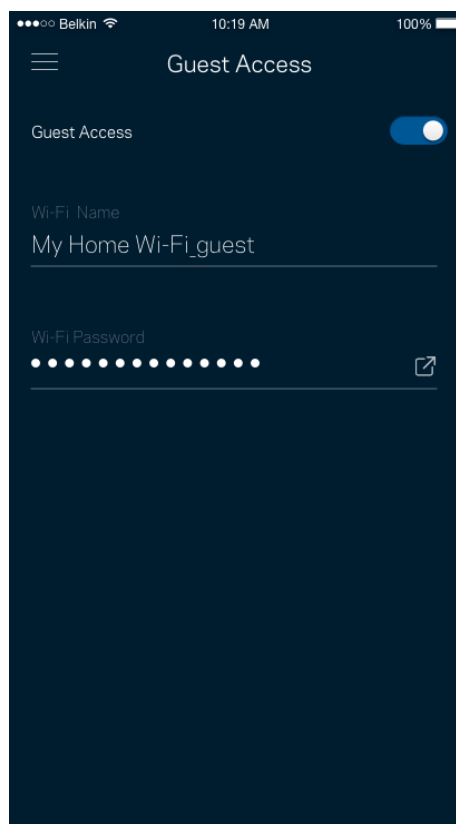 Belkin 10:19 AM 100%
Guest Access
Guest Access
Wi-Fi Name
My Home Wi-Fi_guest
Wi-Fi Password
●●●●●●●●●●●●●●